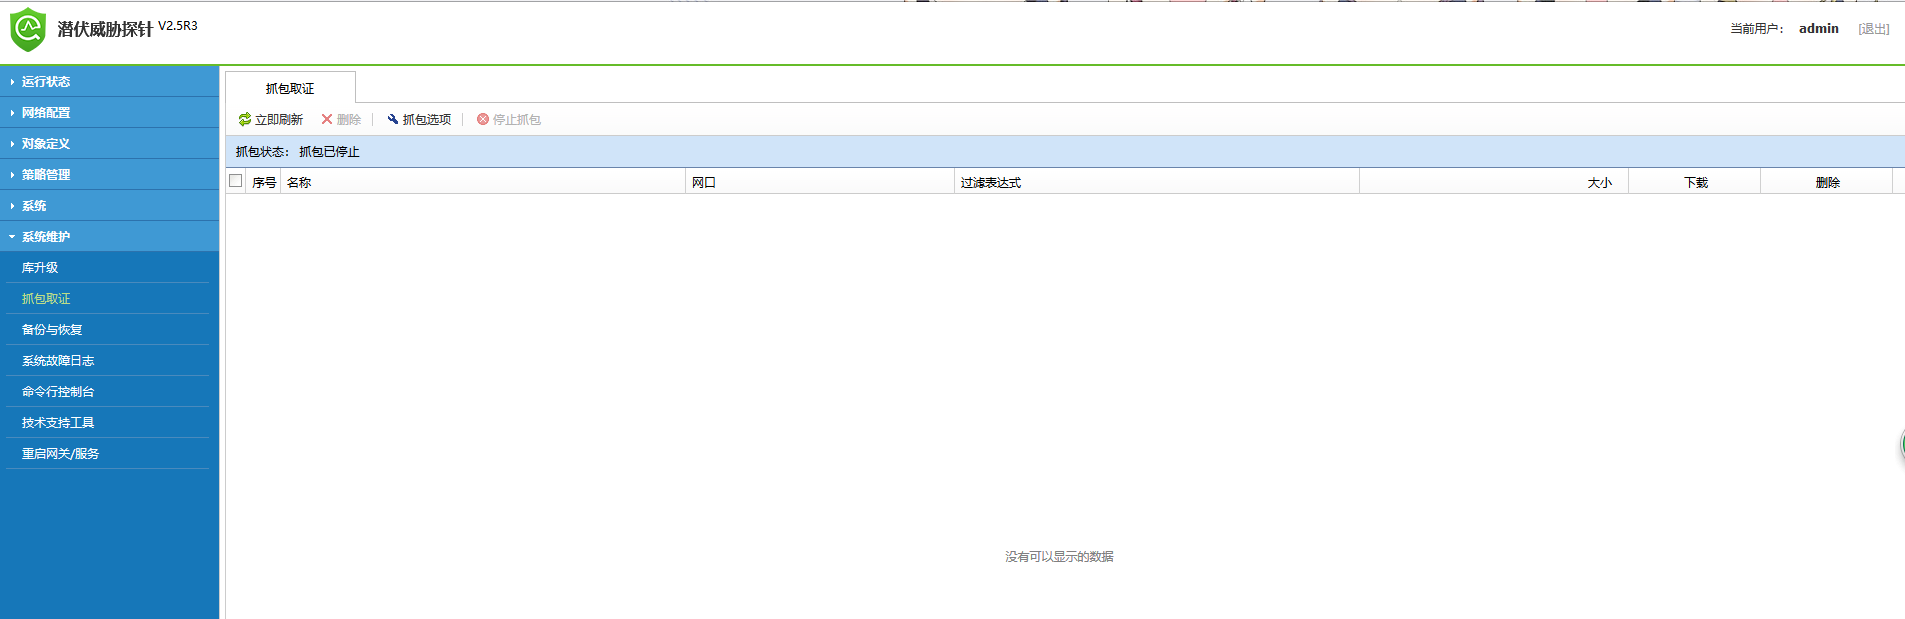 潜伏威胁探针 V2.5R3
当前用户： admin [退出]
运行状态
网络配置
对象定义
策略管理
系统
系统维护
库升级
抓包取证
备份与恢复
系统故障日志
命令行控制台
技术支持工具
重启网关/服务
抓包取证
立即刷新 删除 抓包选项 停止抓包
抓包状态： 抓包已停止
序号 名称 网口 过滤表达式 大小 下载 删除
没有可以显示的数据